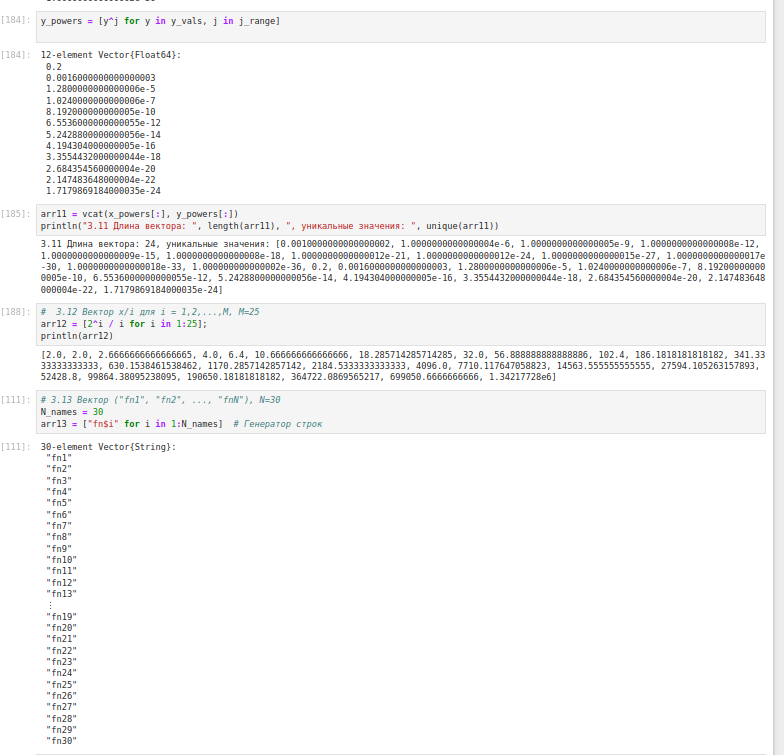 [184]: y_powers = [y^j for y in y_vals, j in j_range]
[184]: 12-element Vector{Float64}:
0.2
0.0016000000000000003
1.2800000000000006e-5
1.0240000000000006e-7
8.192000000000005e-10
6.5536000000000055e-12
5.2428800000000056e-14
4.194304000000005e-16
3.3554432000000044e-18
2.684354560000004e-20
2.147483648000004e-22
1.7179869184000035e-24
[185]: arr11 = vcat(x_powers[:], y_powers[:])
println("3.11 Длина вектора: ", length(arr11), ", уникальные значения: ", unique(arr11))
3.11 Длина вектора: 24, уникальные значения: [0.0010000000000000002, 1.0000000000000004e-6, 1.0000000000000005e-9, 1.0000000000000008e-12,
1.0000000000000009e-15, 1.000000000000008e-18, 1.0000000000000012e-21, 1.0000000000000012e-24, 1.0000000000000015e-27, 1.0000000000000017e
-30, 1.0000000000000018e-33, 1.000000000000002e-36, 0.2, 0.0016000000000000003, 1.2800000000000006e-5, 1.0240000000000006e-7, 8.19200000000
0005e-10, 6.5536000000000055e-12, 5.2428800000000056e-14, 4.194304000000005e-16, 3.3554432000000044e-18, 2.684354560000004e-20, 2.147483648
000004e-22, 1.7179869184000035e-24]
[188]: # 3.12 Вектор x/i для i = 1,2,...,M, M=25
arr12 = [2^i / i for i in 1:25];
println(arr12)
[2.0, 2.0, 2.6666666666666665, 4.0, 6.4, 10.666666666666666, 18.285714285714285, 32.0, 56.888888888888886, 102.4, 186.1818181818182, 341.33
333333333333, 630.1538461538462, 1170.2857142857142, 2184.5333333333333, 4096.0, 7710.117647058823, 14563.555555555555, 27594.105263157893,
52428.8, 99864.38095238095, 190650.18181818182, 364722.0869565217, 699050.6666666666, 1.34217728e6]
[111]: # 3.13 Вектор ("fn1", "fn2", ..., "fnN"), N=30
N_names = 30
arr13 = ["fn$i" for i in 1:N_names]  # Генератор строк
[111]: 30-element Vector{String}:
"fn1"
"fn2"
"fn3"
"fn4"
"fn5"
"fn6"
"fn7"
"fn8"
"fn9"
"fn10"
"fn11"
"fn12"
"fn13"
⋮
"fn19"
"fn20"
"fn21"
"fn22"
"fn23"
"fn24"
"fn25"
"fn26"
"fn27"
"fn28"
"fn29"
"fn30"